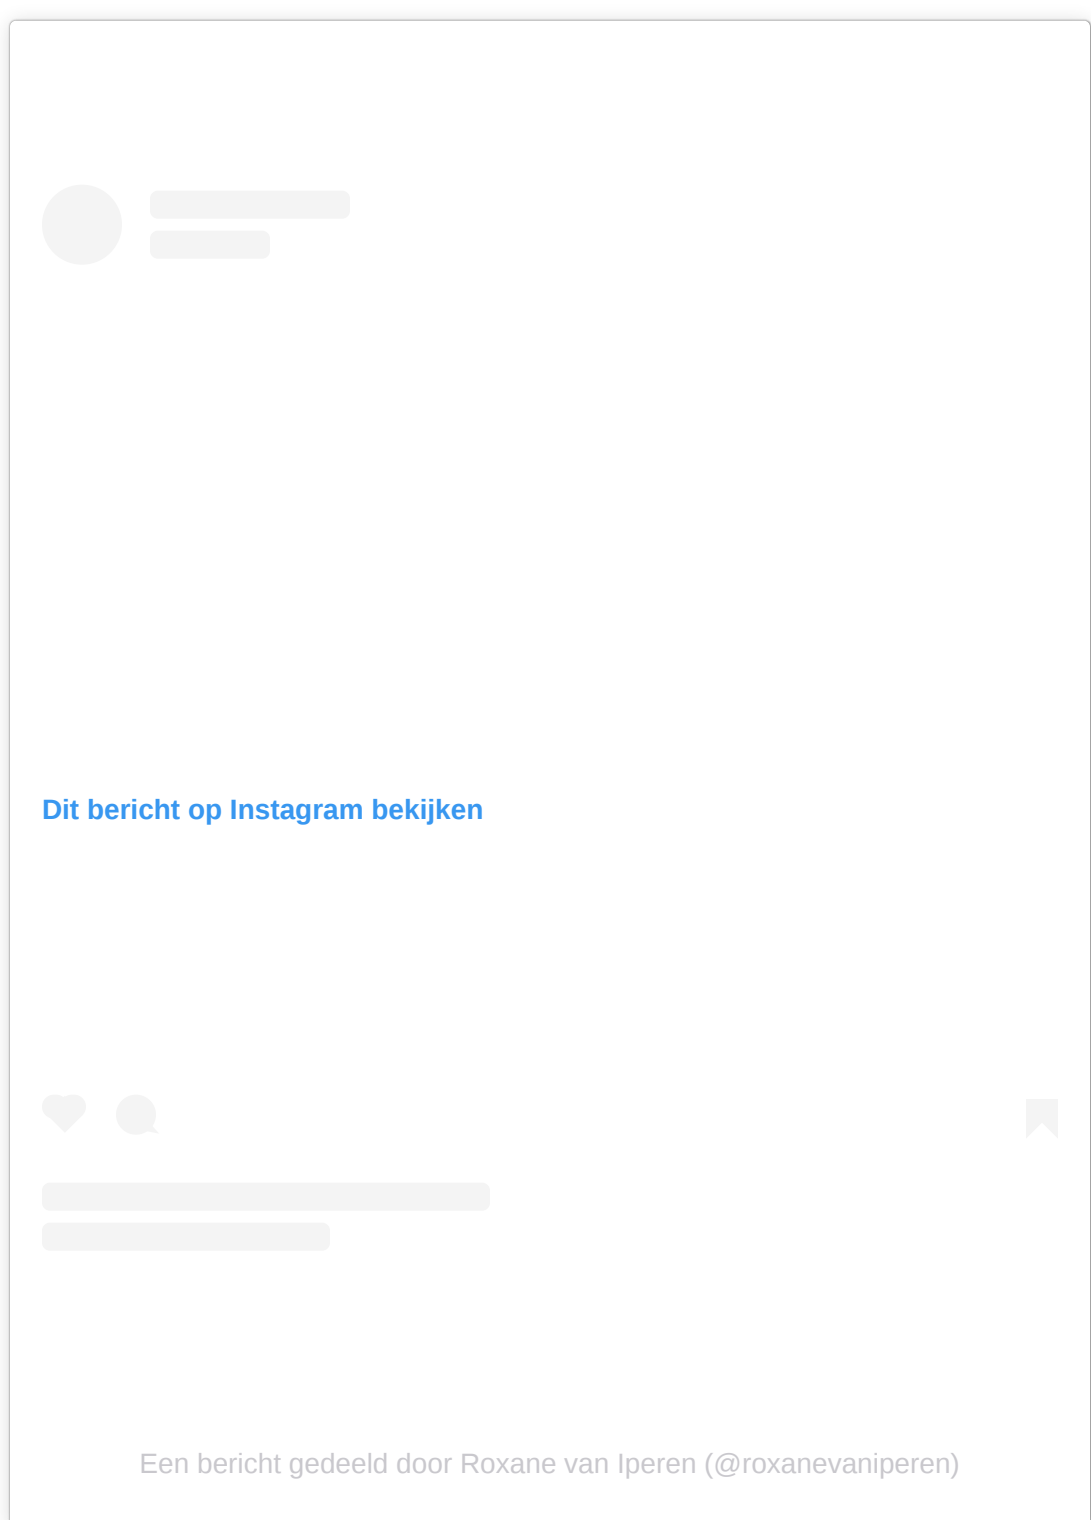 Dit bericht op Instagram bekijken
Een bericht gedeeld door Roxane van Iperen (@roxanevaniperen)